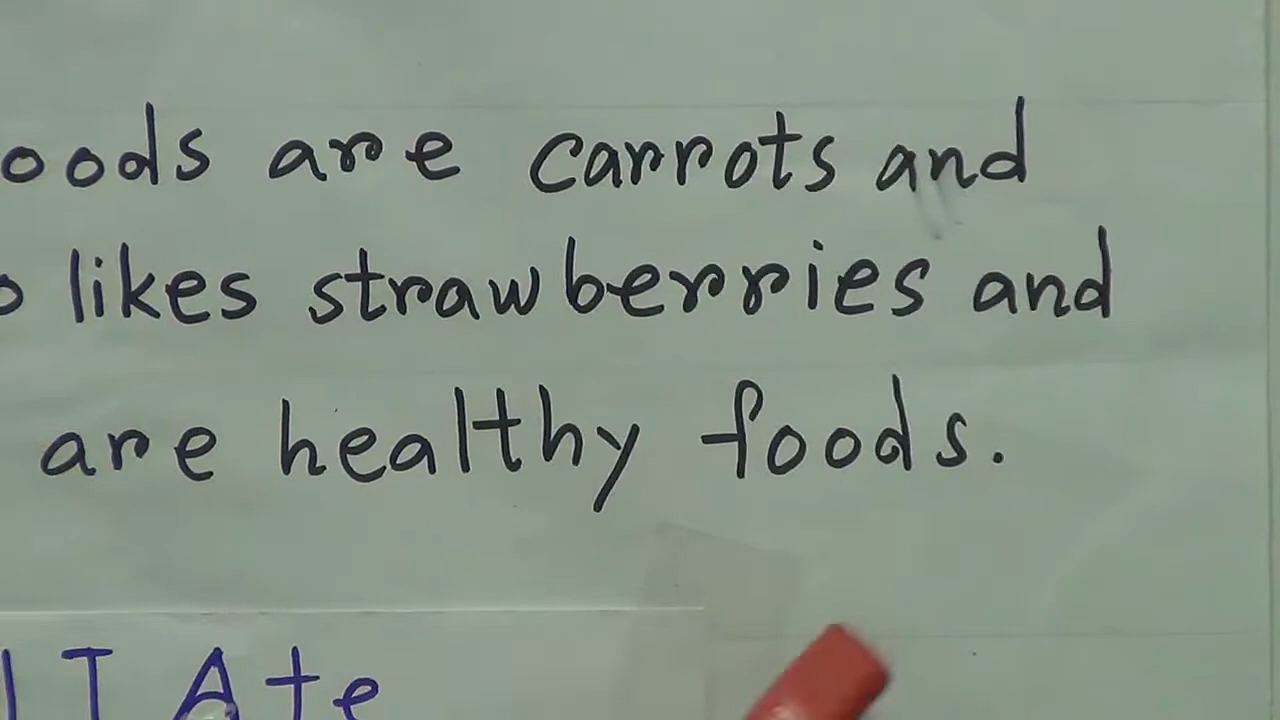 oods are carrots and
likes strawberries and
are healthy foods.
I Ate